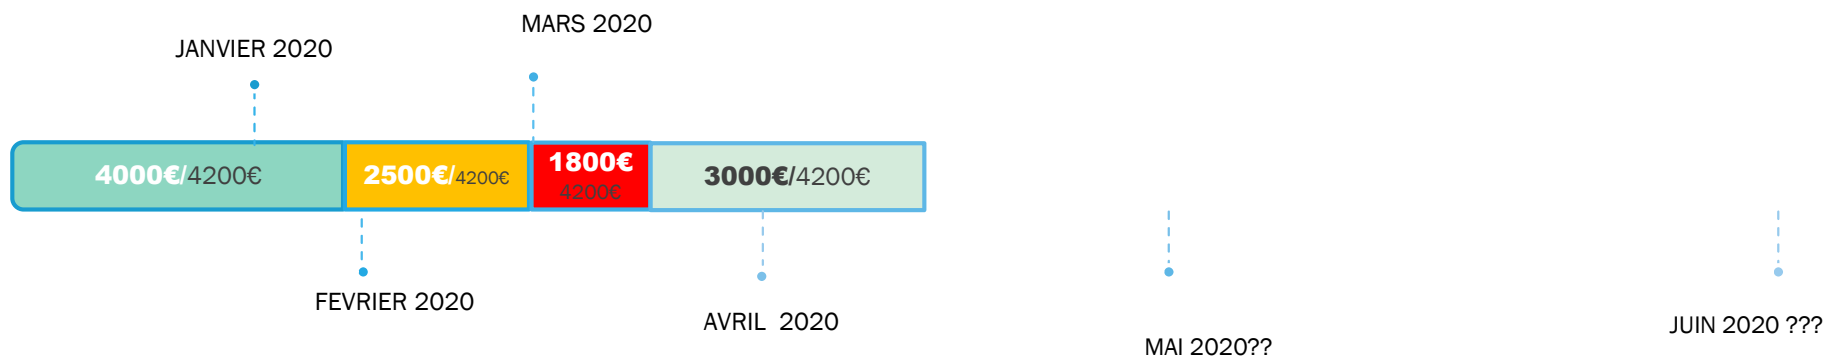 MARS 2020
JANVIER 2020
4000€/4200€
2500€/4200€
1800€
4200€
3000€/4200€
FEVRIER 2020
AVRIL  2020
MAI 2020??
JUIN 2020 ???